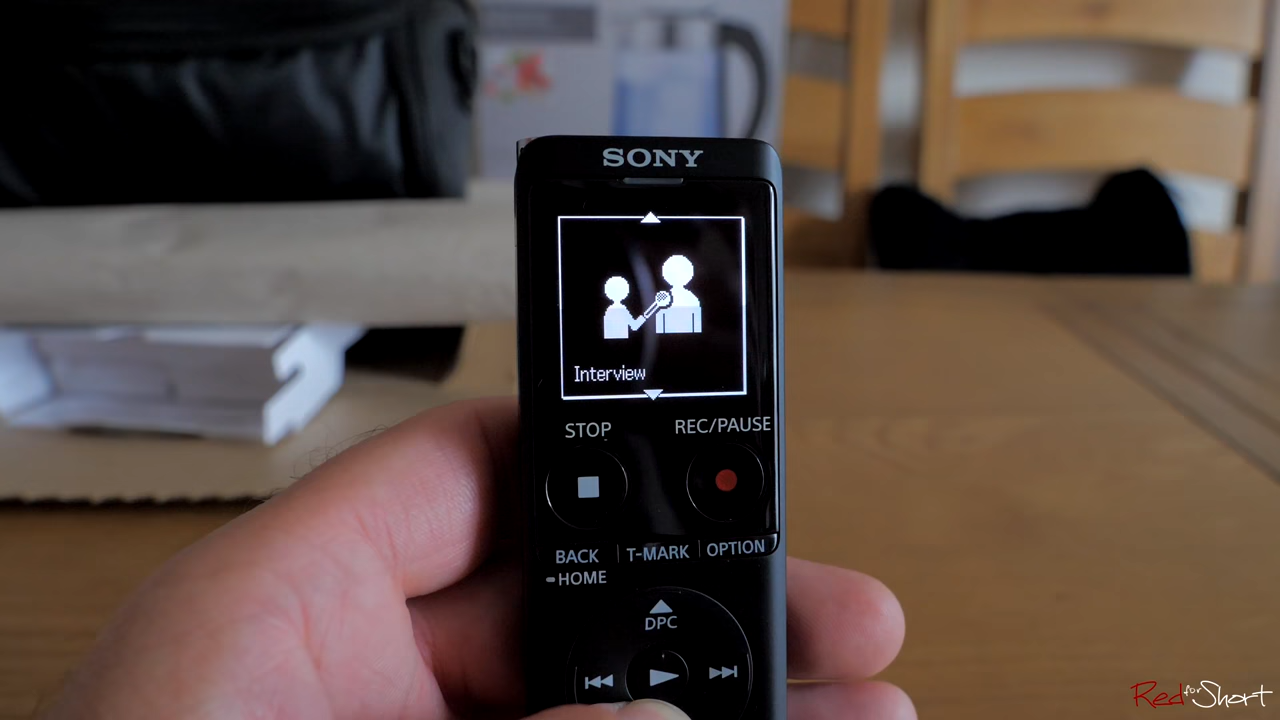 SONY
Interview
STOP
REC/PAUSE
BACK
T-MARK
OPTION
HOME
DPC
Red for Short